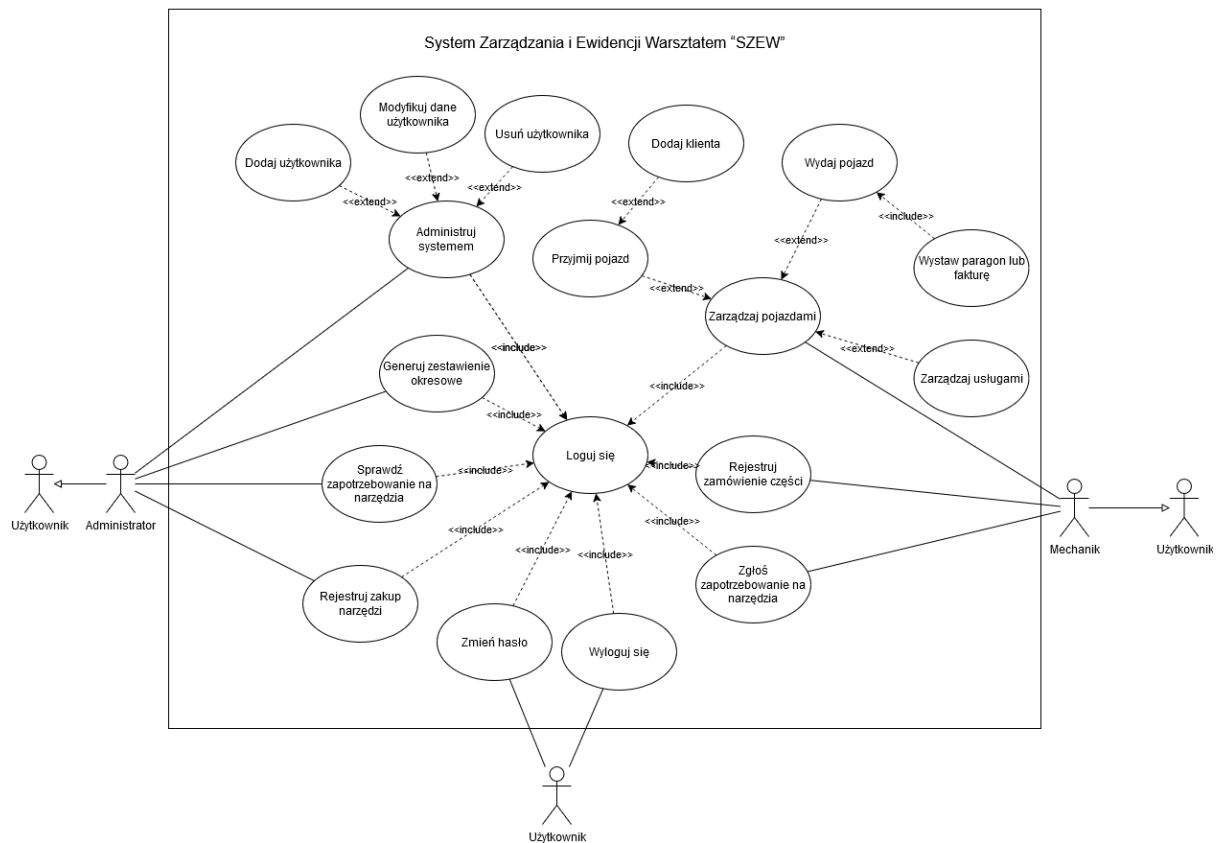 System Zarządzania i Ewidencji Warsztatem “SZEW”
Modyfikuj dane
użytkownika
Usuń użytkownika
Dodaj użytkownika
Dodaj klienta
Wydaj pojazd
<<extend>>
<<extend>>
<<extend>>
<<extend>>
<<include>>
Administruj
systemem
<<extend>>
Przyjmij pojazd
Wystaw paragon lub
fakturę
<<extend>>
Zarządzaj pojazdami
<<include>>
<<extend>>
Generuj zestawienie
okresowe
<<include>>
Zarządzaj usługami
<<include>>
Loguj się
Sprawdź
zapotrzebowanie na
narzędzia
<<include>>
<<include>>
Rejestruj
zamówienie części
Użytkownik
Administrator
<<include>>
<<include>>
<<include>>
<<include>>
Mechanik
Użytkownik
Zgłoś
zapotrzebowanie na
narzędzia
Rejestruj zakup
narzędzi
Zmień hasło
Wyloguj się
Użytkownik